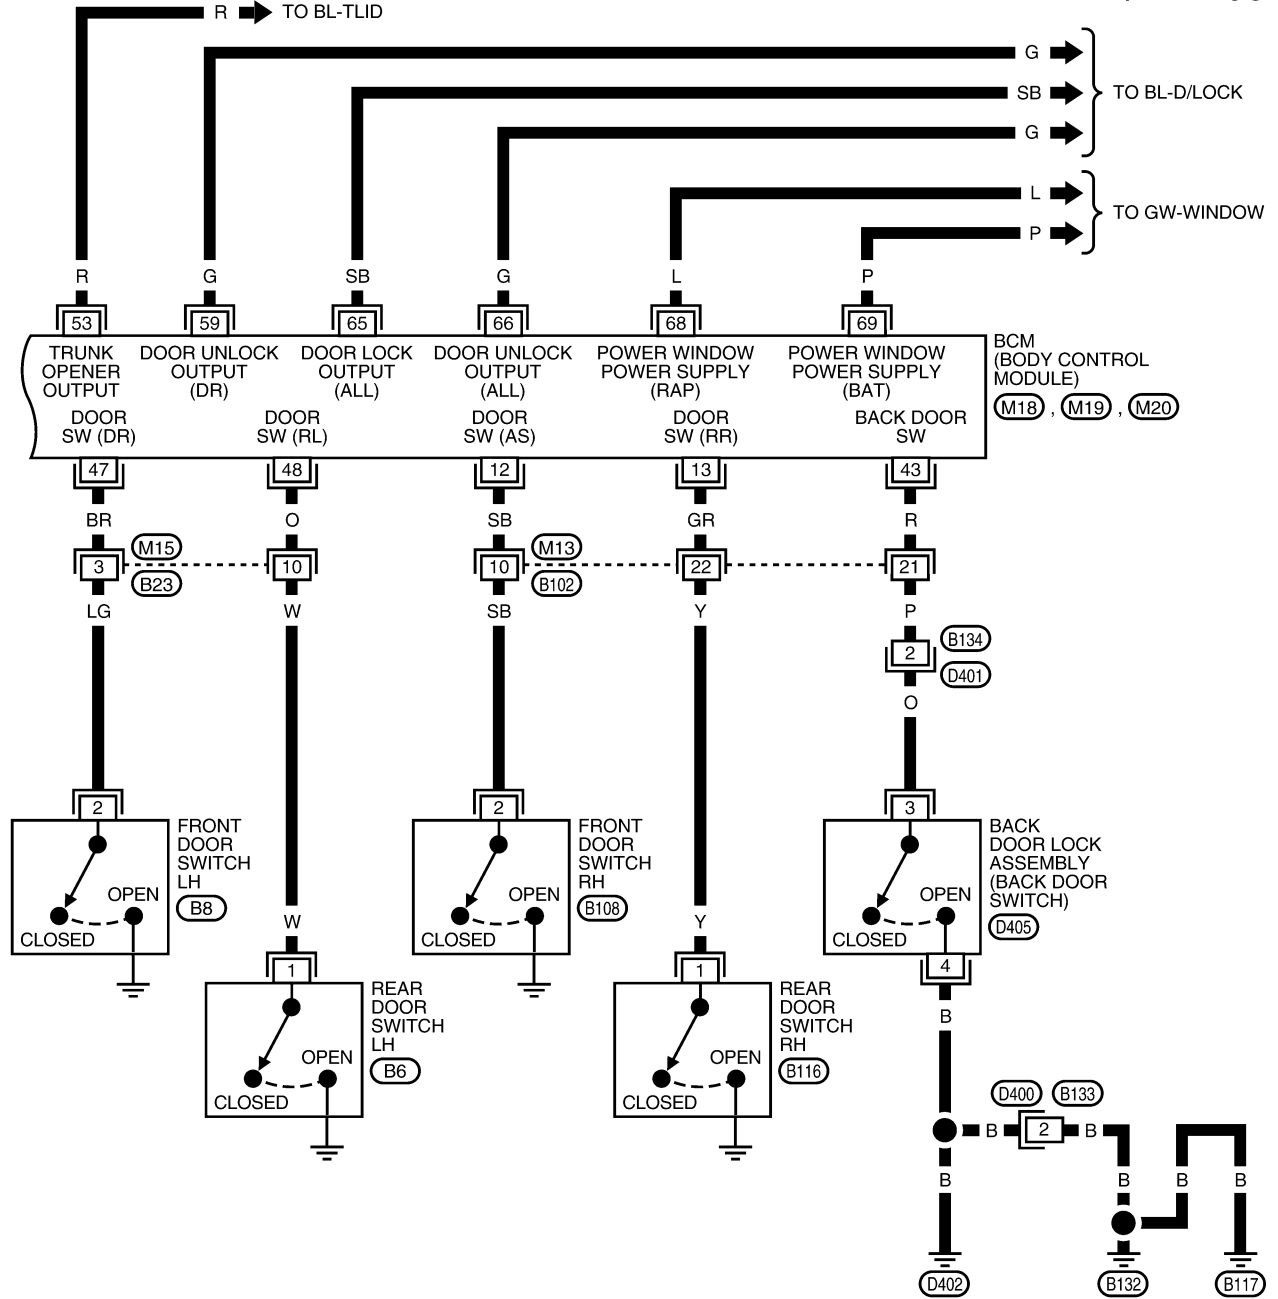 R TO BL-TLID
G
SB TO BL-D/LOCK
G
L
TO GW-WINDOW
P
R G SB G L P
53 59 65 66 68 69
TRUNK OPENER OUTPUT
DOOR UNLOCK OUTPUT (DR)
DOOR LOCK OUTPUT (ALL)
DOOR UNLOCK OUTPUT (ALL)
POWER WINDOW POWER SUPPLY (RAP)
POWER WINDOW POWER SUPPLY (BAT)
BCM
(BODY CONTROL
MODULE)
M18 , M19 , M20
DOOR SW (DR)
DOOR SW (RL)
DOOR SW (AS)
DOOR SW (RR)
BACK DOOR SW
47 48 12 13 43
BR O SB GR R
M15 M13
3 10 10 22 21
B23 B102
LG W SB Y P
2 B134
D401
O
2 2 3
FRONT
DOOR
SWITCH
LH
B8
OPEN
CLOSED
FRONT
DOOR
SWITCH
RH
B108
OPEN
CLOSED
BACK
DOOR LOCK
ASSEMBLY
(BACK DOOR
SWITCH)
D405
OPEN
CLOSED
W Y
1 1 4
REAR
DOOR
SWITCH
LH
B6
OPEN
CLOSED
REAR
DOOR
SWITCH
RH
B116
OPEN
CLOSED
B
D400 B133
B 2 B
B B B B
D402 B132 B117